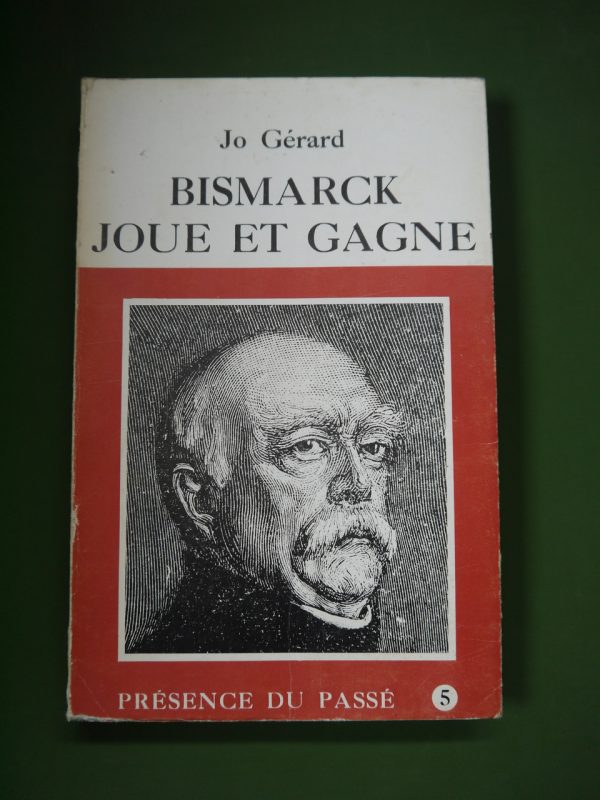 Jo Gérard
BISMARCK
JOUE ET GAGNE
PRÉSENCE DU PASSÉ 5